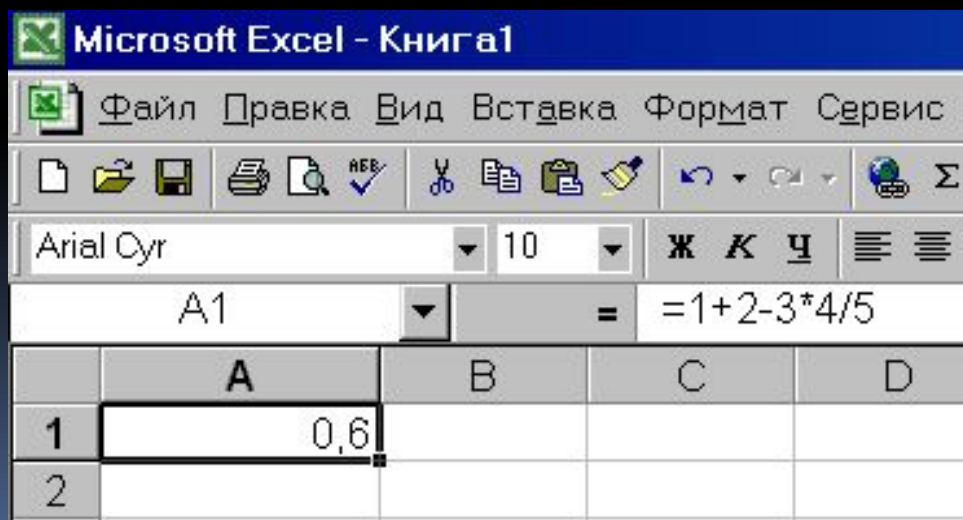 Microsoft Excel - Книга1
Файл Правка Вид Вставка Формат Сервис
АБВ Σ
Arial Cyr 10 Ж К Ч
A1 = =1+2-3*4/5
A B C D
1 0,6
2